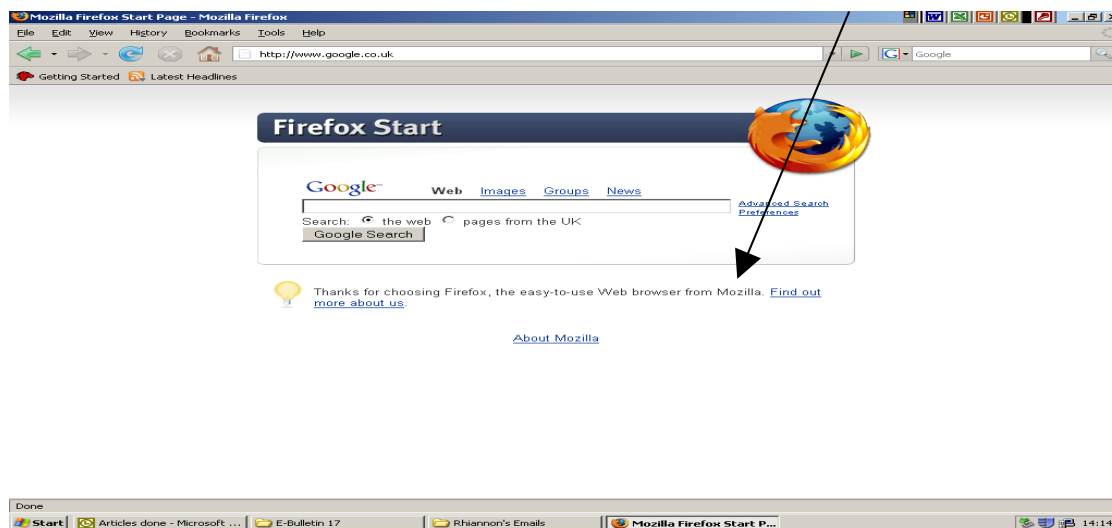 Mozilla Firefox Start Page - Mozilla Firefox
File Edit View History Bookmarks Tools Help
http://www.google.co.uk
Google
Getting Started Latest Headlines
Firefox Start
Google™ Web Images Groups News
Advanced Search
Preferences
Search: the web pages from the UK
Google Search
Thanks for choosing Firefox, the easy-to-use Web browser from Mozilla. Find out
more about us.
About Mozilla
Done
Start Articles done - Microsoft ... E-Bulletin 17 Rhiannon's Emails Mozilla Firefox Start P... 14:14